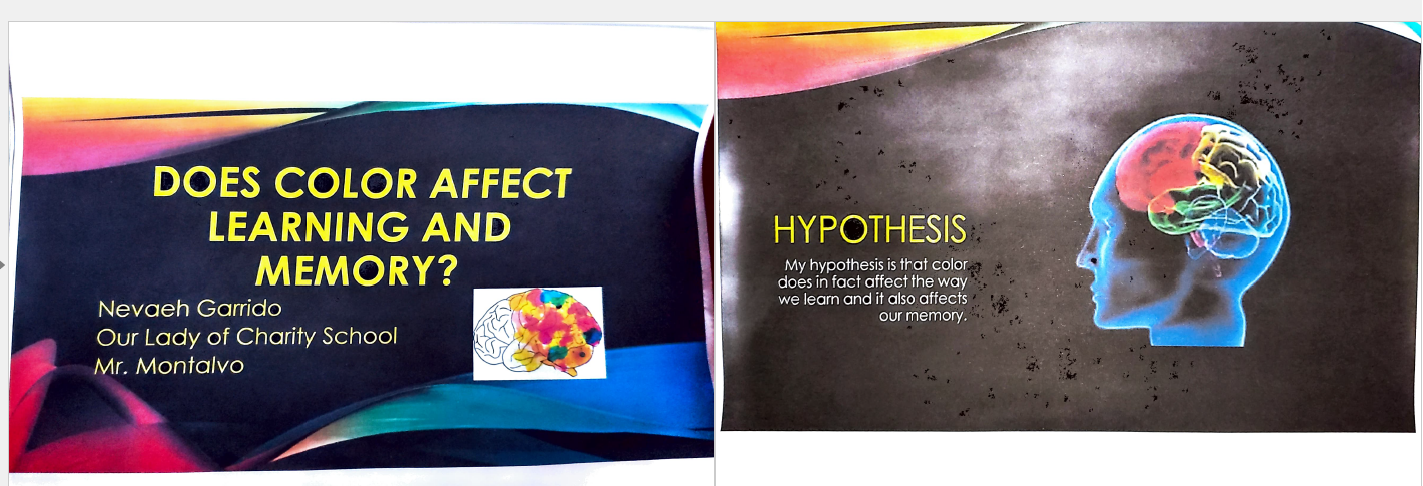 DOES COLOR AFFECT
LEARNING AND
MEMORY?
Nevaeh Garrido
Our Lady of Charity School
Mr. Montalvo
HYPOTHESIS
My hypothesis is that color
does in fact affect the way
we learn and it also affects
our memory.